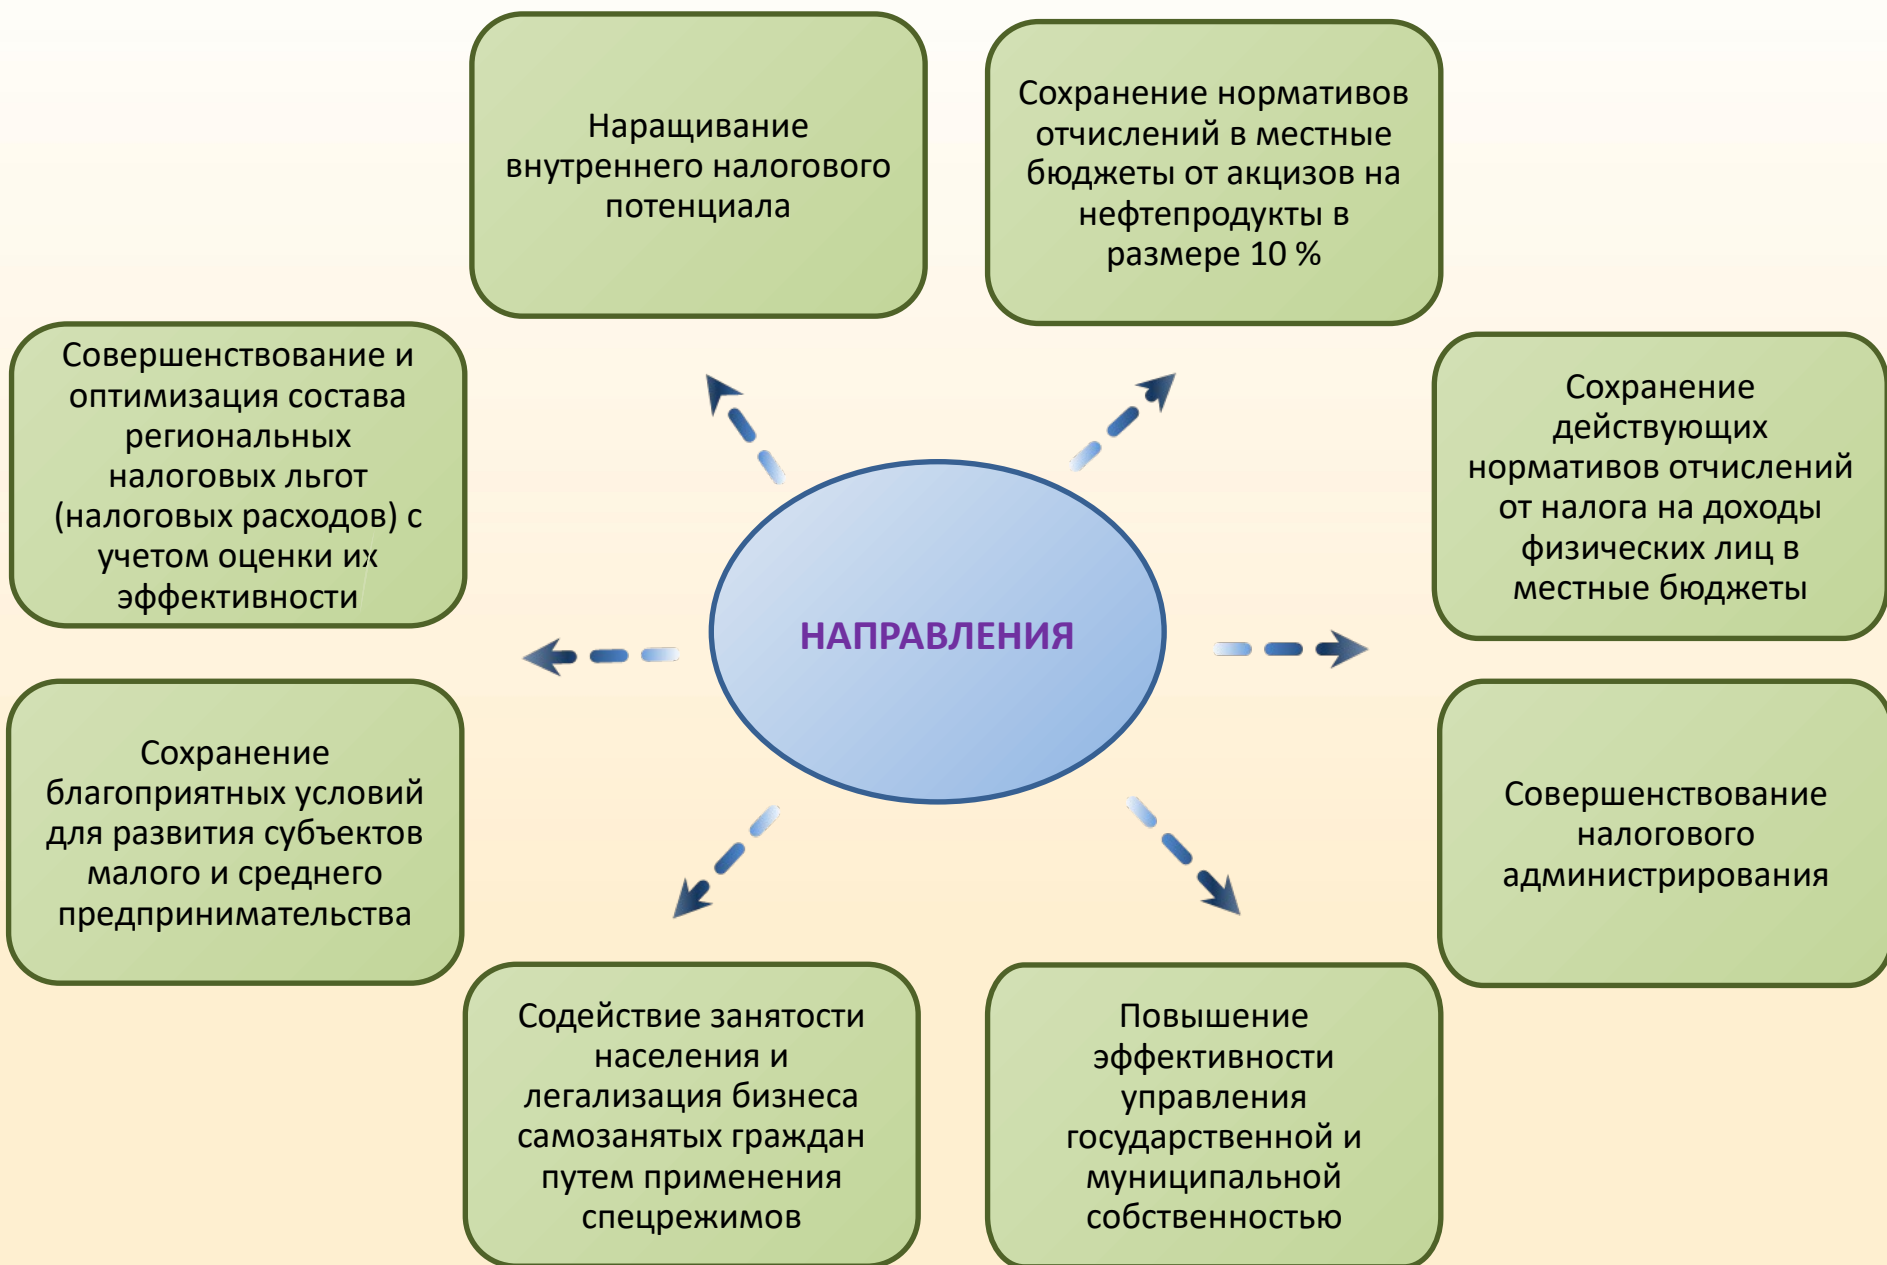 Наращивание
внутреннего налогового
потенциала
Сохранение нормативов
отчислений в местные
бюджеты от акцизов на
нефтепродукты в
размере 10 %
Совершенствование и
оптимизация состава
региональных
налоговых льгот
(налоговых расходов) с
учетом оценки их
эффективности
Сохранение
действующих
нормативов отчислений
от налога на доходы
физических лиц в
местные бюджеты
НАПРАВЛЕНИЯ
Сохранение
благоприятных условий
для развития субъектов
малого и среднего
предпринимательства
Совершенствование
налогового
администрирования
Содействие занятости
населения и
легализация бизнеса
самозанятых граждан
путем применения
спецрежимов
Повышение
эффективности
управления
государственной и
муниципальной
собственностью